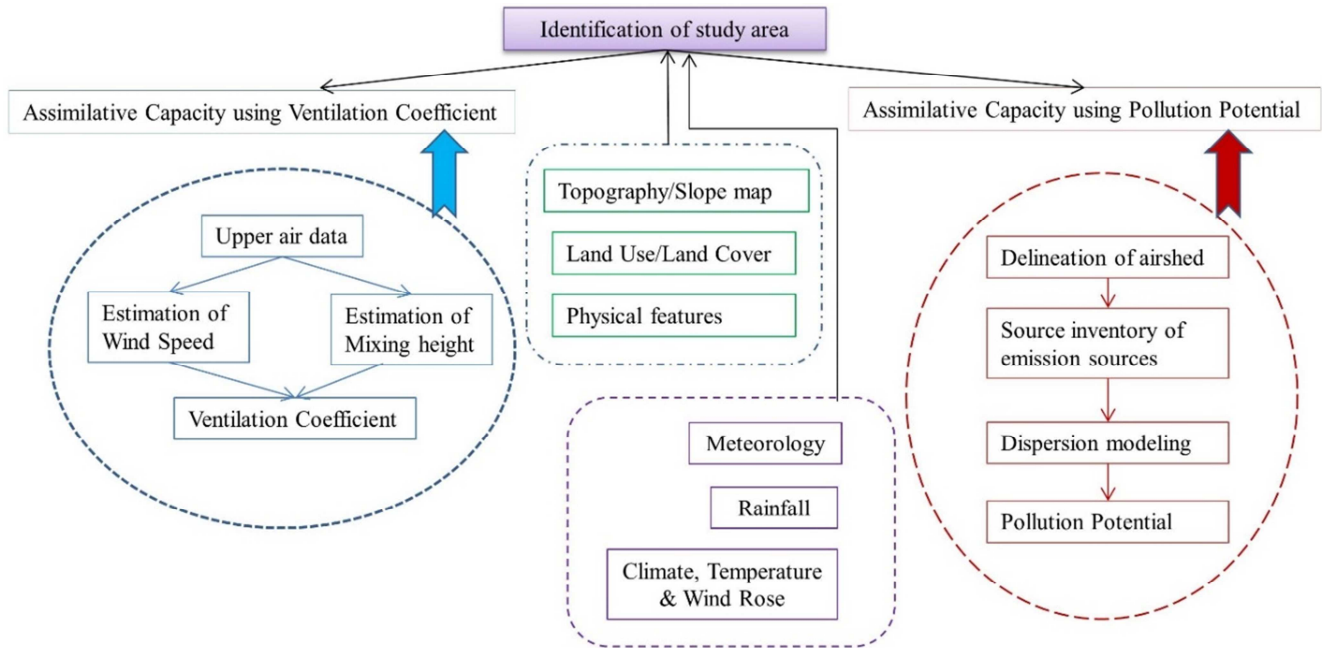 Identification of study area
Assimilative Capacity using Ventilation Coefficient
Assimilative Capacity using Pollution Potential
Upper air data
Estimation of
Wind Speed
Estimation of
Mixing height
Ventilation Coefficient
Topography/Slope map
Land Use/Land Cover
Physical features
Meteorology
Rainfall
Climate, Temperature
& Wind Rose
Delineation of airshed
Source inventory of
emission sources
Dispersion modeling
Pollution Potential